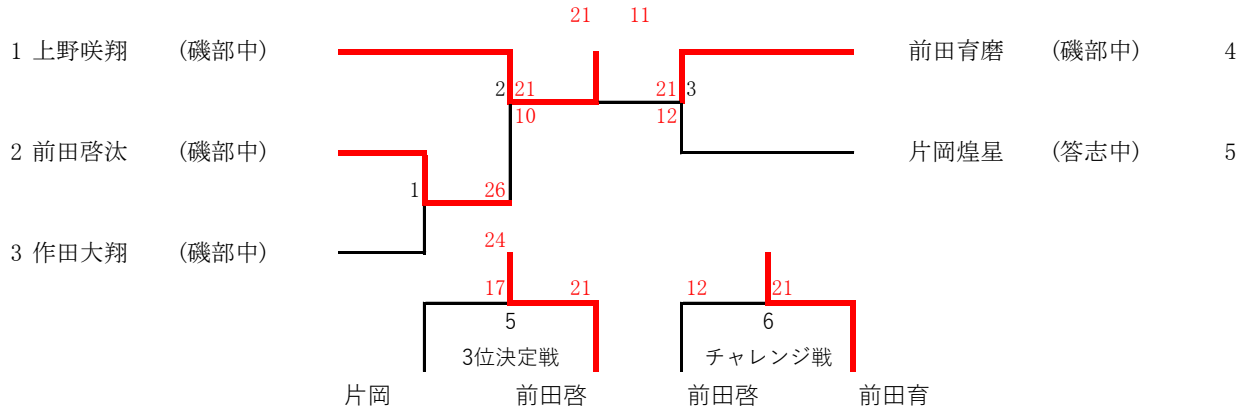 21 11
1 上野咲翔 (磯部中) 前田育磨 (磯部中) 4
2 21 21 3
10 12
2 前田啓汰 (磯部中) 片岡煌星 (答志中) 5
1 26
3 作田大翔 (磯部中) 24
17 21 12 21
5 6
3位決定戦 チャレンジ戦
片岡 前田啓 前田啓 前田育